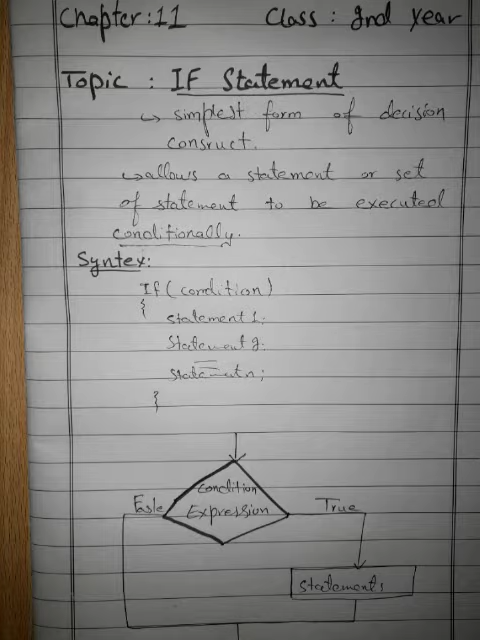 Chapter:11 Class: 2nd year
Topic : IF Statement
↳ simplest form of decision
consruct.
↳ allows a statement or set
of statement to be executed
conditionally.
Syntex:
If (condition)
{
statement 1;
Statement 2;
Statement n;
}
Condition
Expression
False
True
Statements